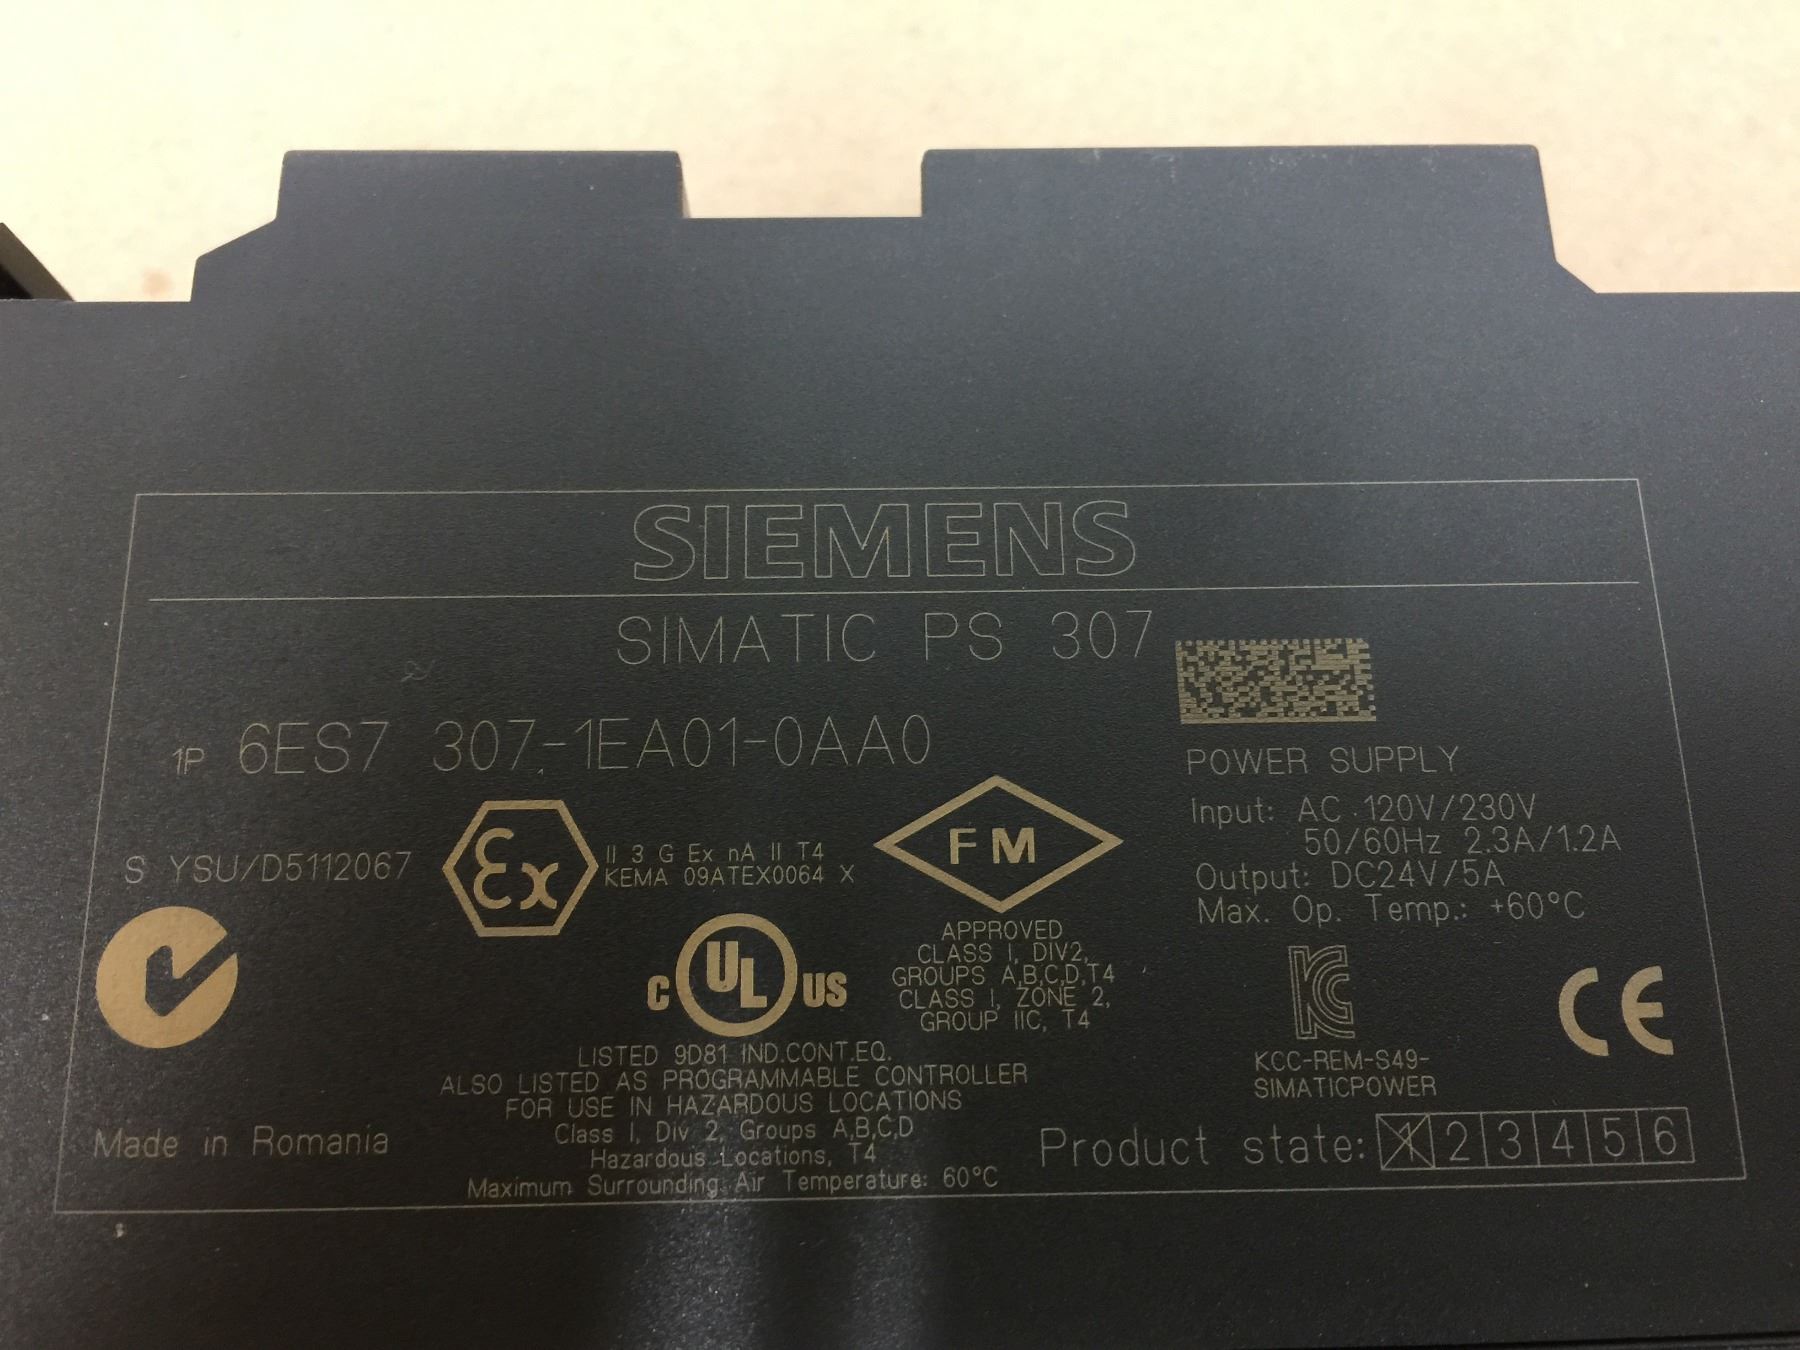 SIEMENS
SIMATIC PS 307
1P 6ES7 307-1EA01-0AA0
S YSU/D5112067
Ex
II 3 G Ex nA II T4
KEMA 09ATEX0064 X
FM
APPROVED
CLASS I, DIV2,
GROUPS A,B,C,D,T4
CLASS I, ZONE 2,
GROUP IIC, T4
POWER SUPPLY
Input: AC 120V/230V
50/60Hz 2.3A/1.2A
Output: DC24V/5A
Max. Op. Temp.: +60°C
C UL US
LISTED 9D81 IND.CONT.EQ.
ALSO LISTED AS PROGRAMMABLE CONTROLLER
FOR USE IN HAZARDOUS LOCATIONS
Class I, Div 2, Groups A,B,C,D
Hazardous Locations, T4
Maximum Surrounding Air Temperature: 60°C
KC
KCC-REM-S49-
SIMATICPOWER
CE
Made in Romania
Product state: 1 2 3 4 5 6